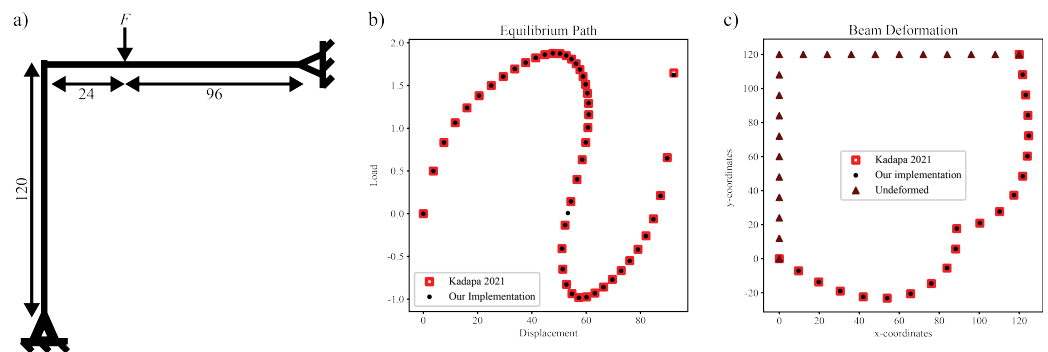 a)
F
24
96
120
b)
Equilibrium Path
2.0
1.5
1.0
0.5
0.0
-0.5
-1.0
Load
0
20
40
60
80
Displacement
Kadapa 2021
Our Implementation
c)
Beam Deformation
120
100
80
60
40
20
0
-20
y-coordinates
0
20
40
60
80
100
120
x-coordinates
Kadapa 2021
Our implementation
Undeformed